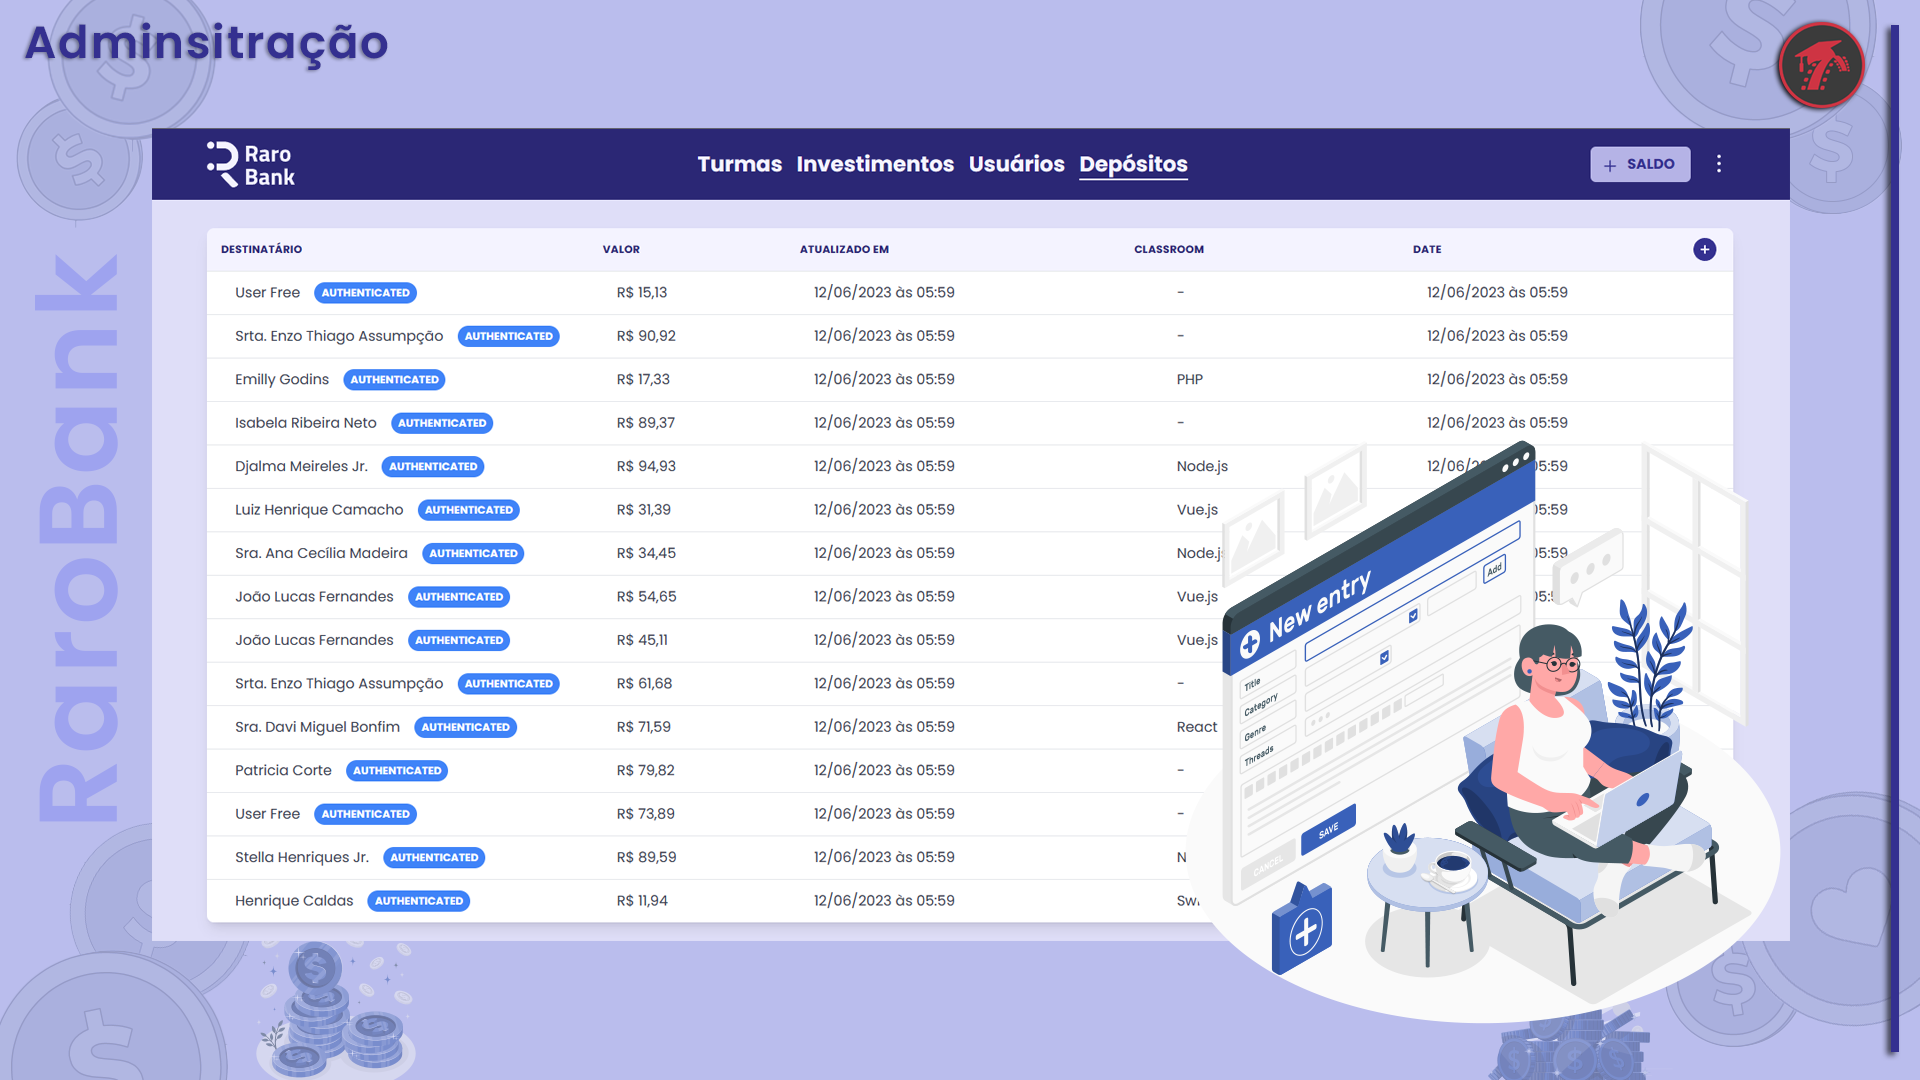 Adminsitração
RaroBank
Raro
Bank
Turmas Investimentos Usuários Depósitos
+ SALDO
DESTINATÁRIO VALOR ATUALIZADO EM CLASSROOM DATE
User Free AUTHENTICATED R$ 15,13 12/06/2023 às 05:59 - 12/06/2023 às 05:59
Srta. Enzo Thiago Assumpção AUTHENTICATED R$ 90,92 12/06/2023 às 05:59 - 12/06/2023 às 05:59
Emilly Godins AUTHENTICATED R$ 17,33 12/06/2023 às 05:59 PHP 12/06/2023 às 05:59
Isabela Ribeira Neto AUTHENTICATED R$ 89,37 12/06/2023 às 05:59 - 12/06/2023 às 05:59
Djalma Meireles Jr. AUTHENTICATED R$ 94,93 12/06/2023 às 05:59 Node.js 12/06/2 05:59
Luiz Henrique Camacho AUTHENTICATED R$ 31,39 12/06/2023 às 05:59 Vue.js 05:59
Sra. Ana Cecília Madeira AUTHENTICATED R$ 34,45 12/06/2023 às 05:59 Node.js 05:59
João Lucas Fernandes AUTHENTICATED R$ 54,65 12/06/2023 às 05:59 Vue.js
João Lucas Fernandes AUTHENTICATED R$ 45,11 12/06/2023 às 05:59 Vue.js
Srta. Enzo Thiago Assumpção AUTHENTICATED R$ 61,68 12/06/2023 às 05:59 -
Sra. Davi Miguel Bonfim AUTHENTICATED R$ 71,59 12/06/2023 às 05:59 React
Patricia Corte AUTHENTICATED R$ 79,82 12/06/2023 às 05:59 -
User Free AUTHENTICATED R$ 73,89 12/06/2023 às 05:59 -
Stella Henriques Jr. AUTHENTICATED R$ 89,59 12/06/2023 às 05:59 N
Henrique Caldas AUTHENTICATED R$ 11,94 12/06/2023 às 05:59
New entry
Add
Title
Category
Genre
Threads
CANCEL
SAVE